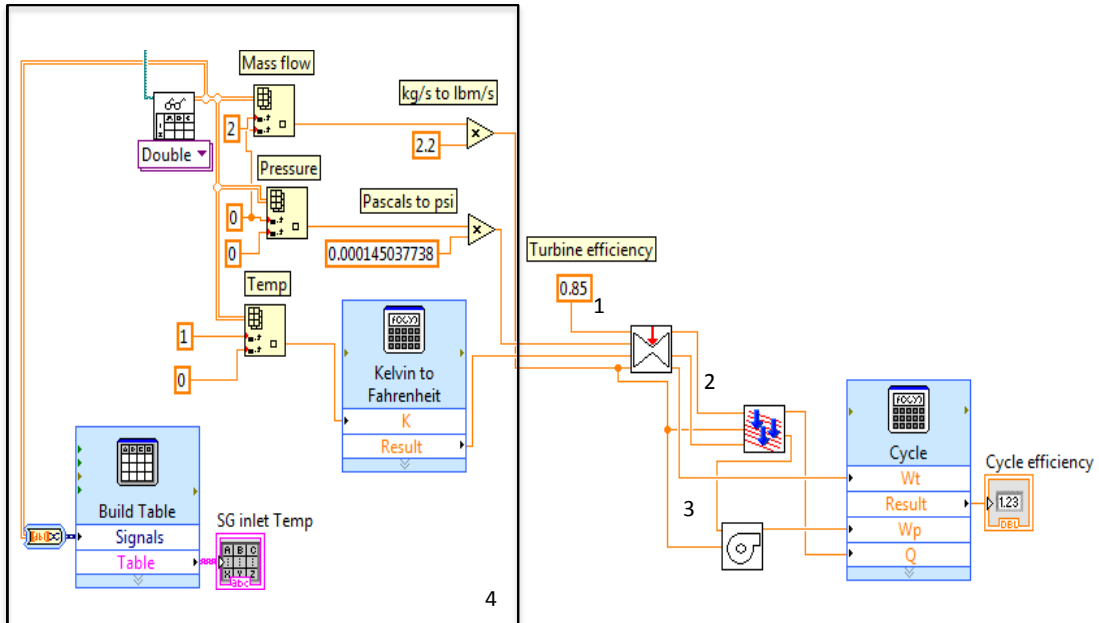 Mass flow
kg/s to lbm/s
2
2.2
Double
Pressure
Pascals to psi
0
0
0.000145037738
Turbine efficiency
Temp
0.85
1
f(x,y)
1
Kelvin to
Fahrenheit
2
0
K
Result
f(x,y)
Cycle
Cycle efficiency
Wt
Result
1.23
DBL
Build Table
Signals
Table
SG inlet Temp
A B C
X Y Z
abc
3
Wp
Q
4